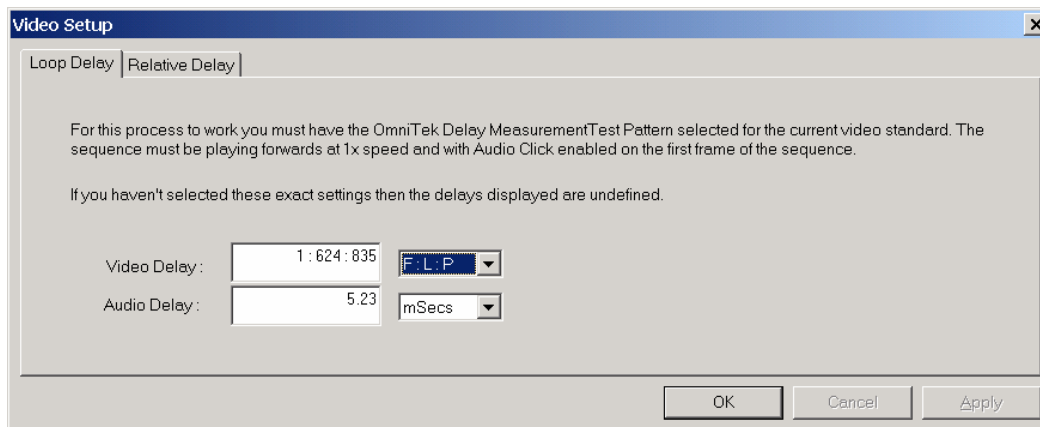 Video Setup
Loop Delay
Relative Delay
For this process to work you must have the OmniTek Delay MeasurementTest Pattern selected for the current video standard. The
sequence must be playing forwards at 1x speed and with Audio Click enabled on the first frame of the sequence.
If you haven't selected these exact settings then the delays displayed are undefined.
Video Delay : 1 : 624 : 835 F : L : P
Audio Delay : 5.23 mSecs
OK Cancel Apply